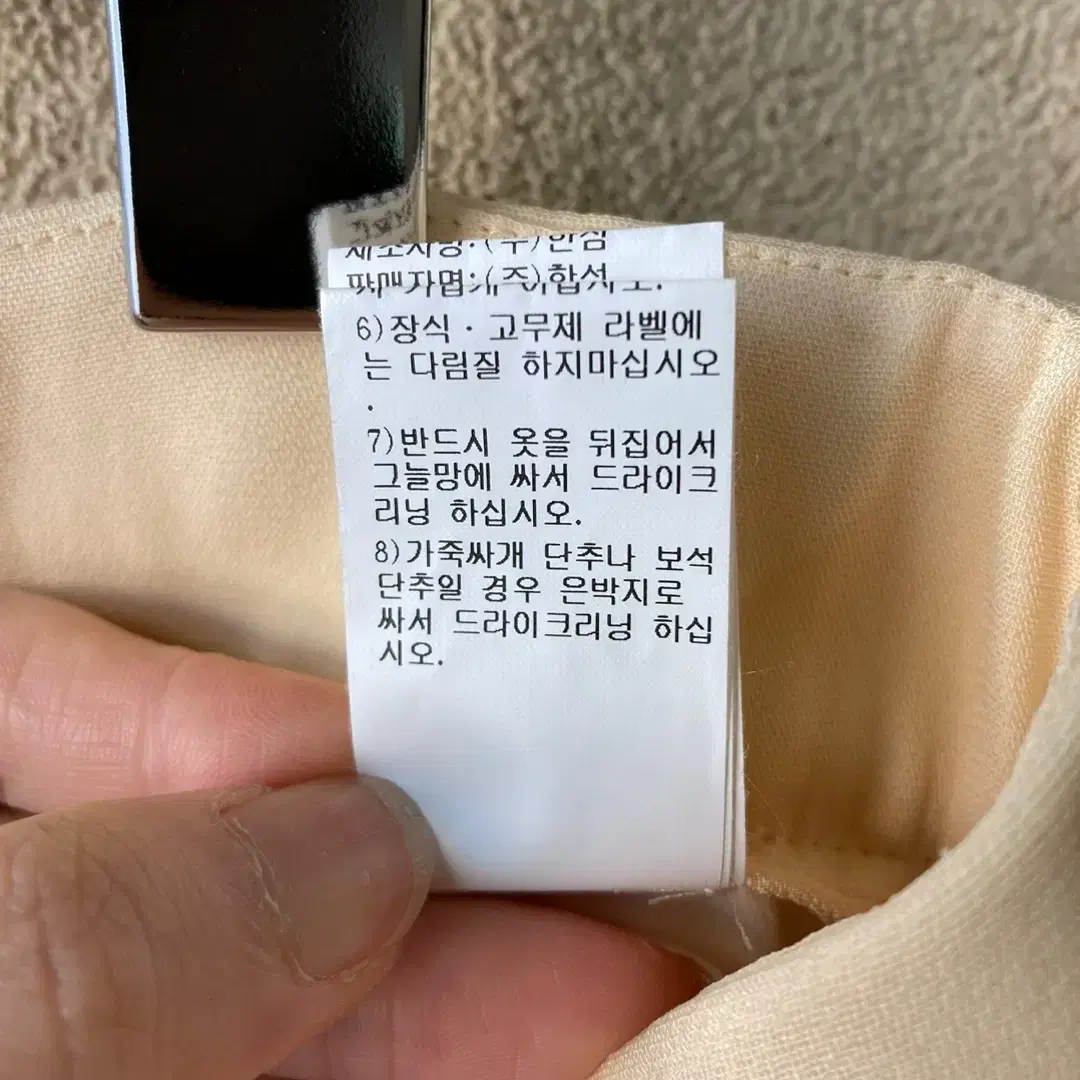 6)장식·고무제 라벨에
는 다림질 하지마십시오
.
7)반드시 옷을 뒤집어서
그늘망에 싸서 드라이크
리닝 하십시오.
8)가죽싸개 단추나 보석
단추일 경우 은박지로
싸서 드라이크리닝 하십
시오.